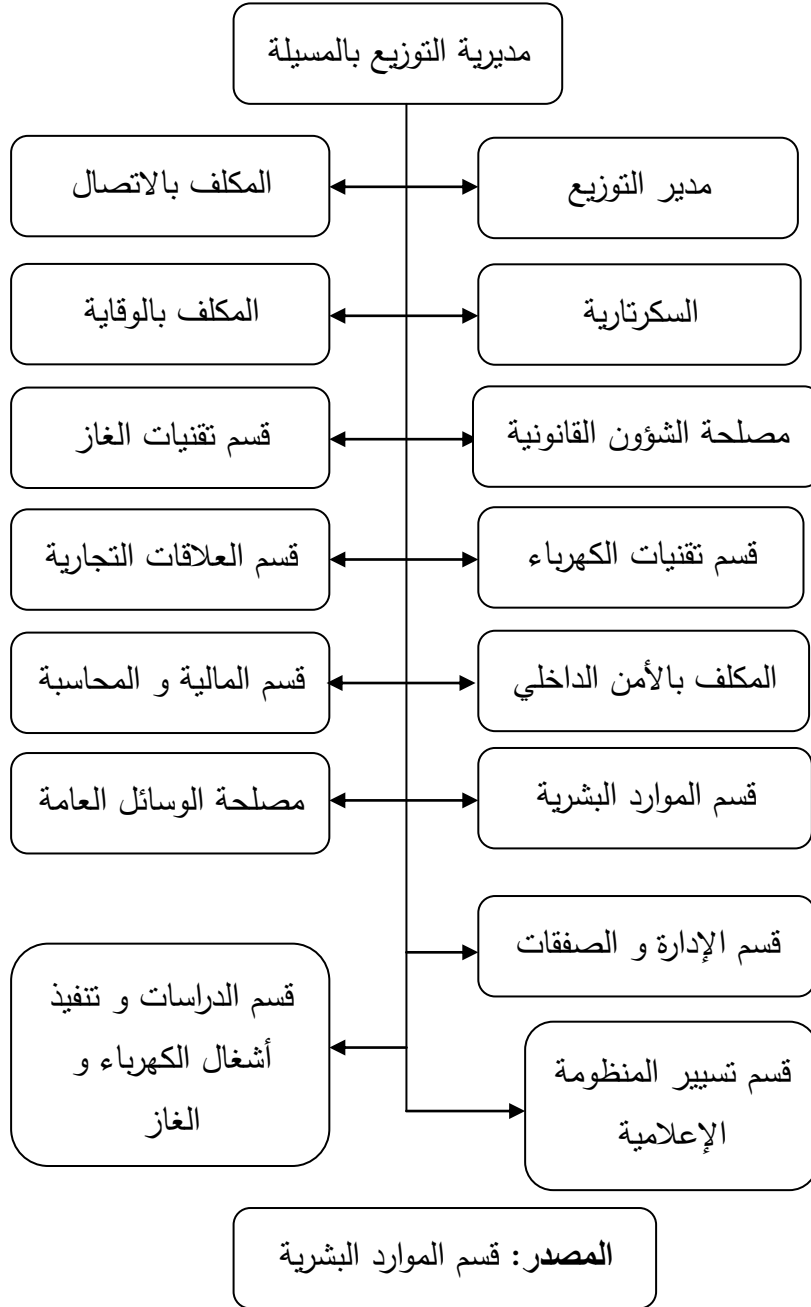 مديرية التوزيع بالمسيلة
مدير التوزيع
المكلف بالاتصال
السكرتارية
المكلف بالوقاية
مصلحة الشؤون القانونية
قسم تقنيات الغاز
قسم تقنيات الكهرباء
قسم العلاقات التجارية
المكلف بالأمن الداخلي
قسم المالية و المحاسبة
قسم الموارد البشرية
مصلحة الوسائل العامة
قسم الإدارة و الصفقات
قسم الدراسات و تنفيذ
أشغال الكهرباء و
الغاز
قسم تسيير المنظومة
الإعلامية
المصدر: قسم الموارد البشرية